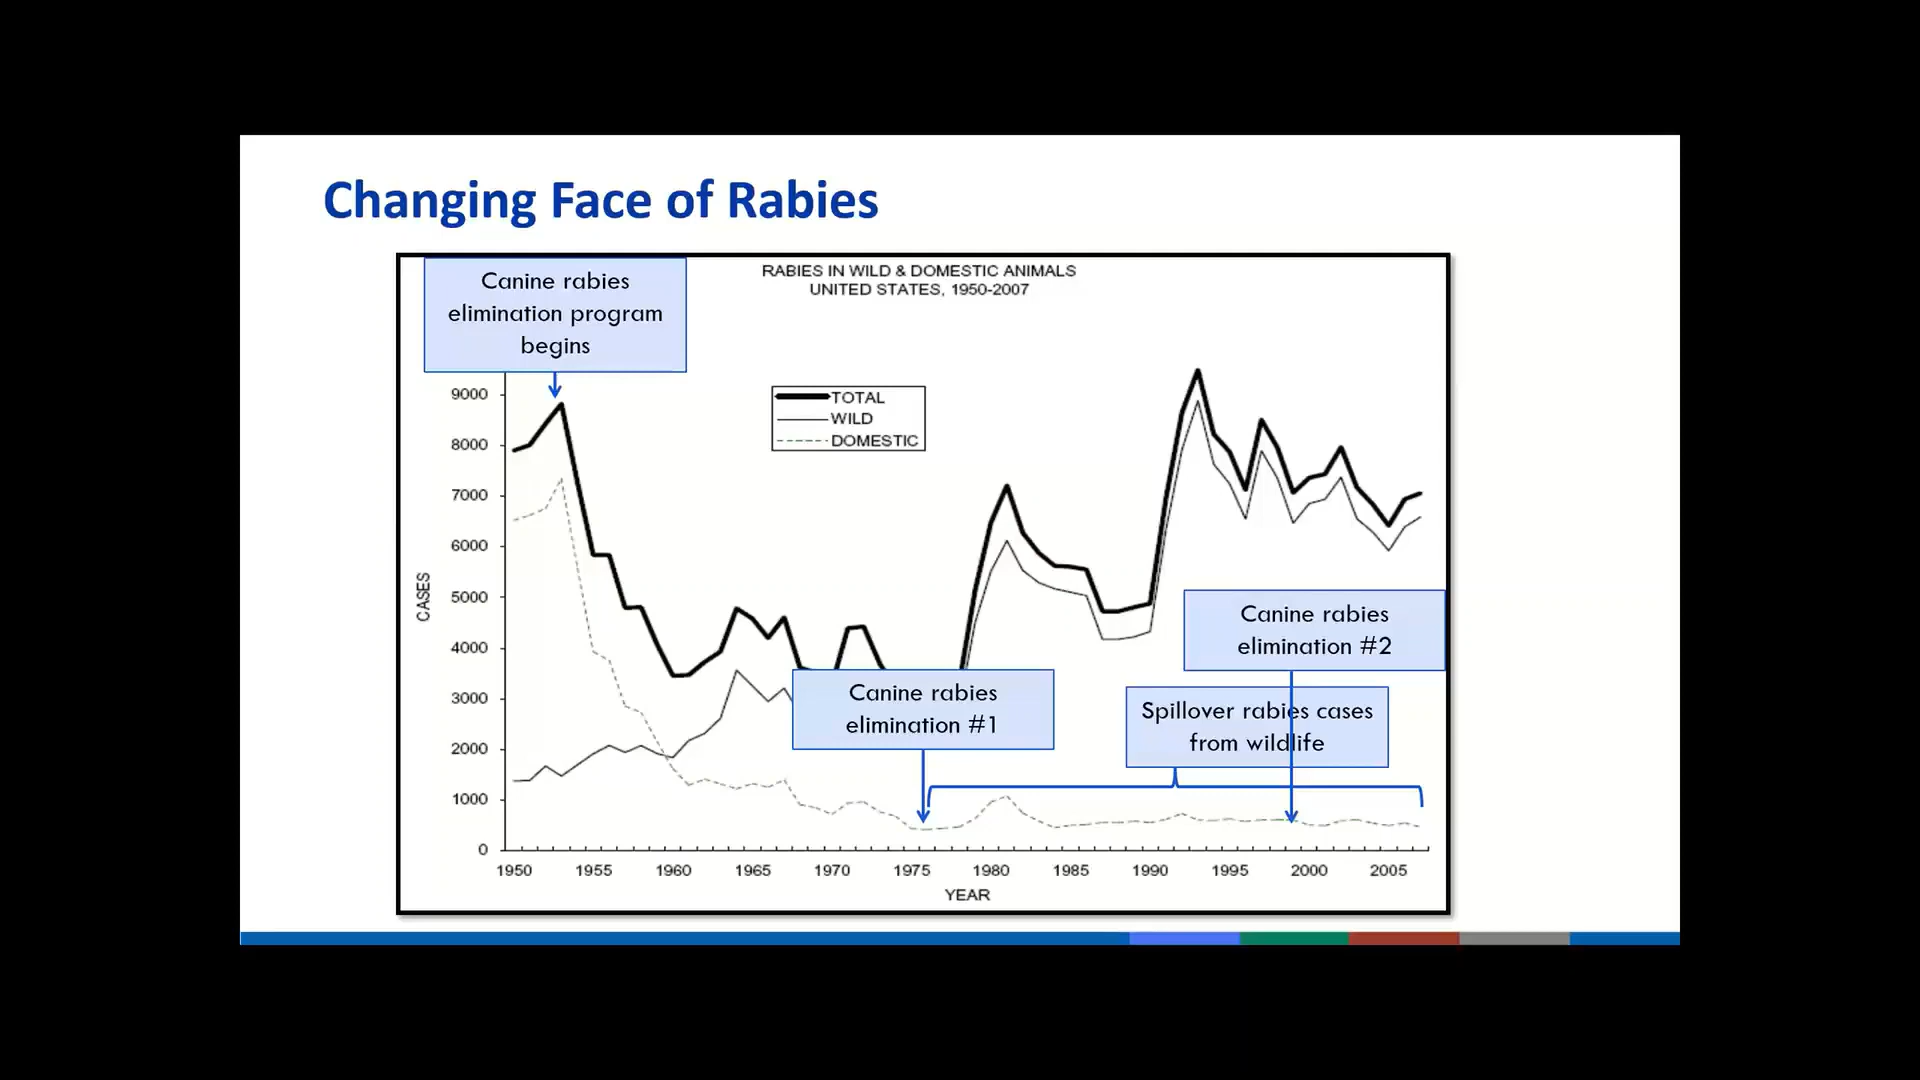 Changing Face of Rabies
RABIES IN WILD & DOMESTIC ANIMALS
UNITED STATES, 1950-2007
Canine rabies
elimination program
begins
TOTAL
WILD
DOMESTIC
9000
8000
7000
6000
5000
4000
3000
2000
1000
0
CASES
Canine rabies
elimination #2
Canine rabies
elimination #1
Spillover rabies cases
from wildlife
1950 1955 1960 1965 1970 1975 1980 1985 1990 1995 2000 2005
YEAR